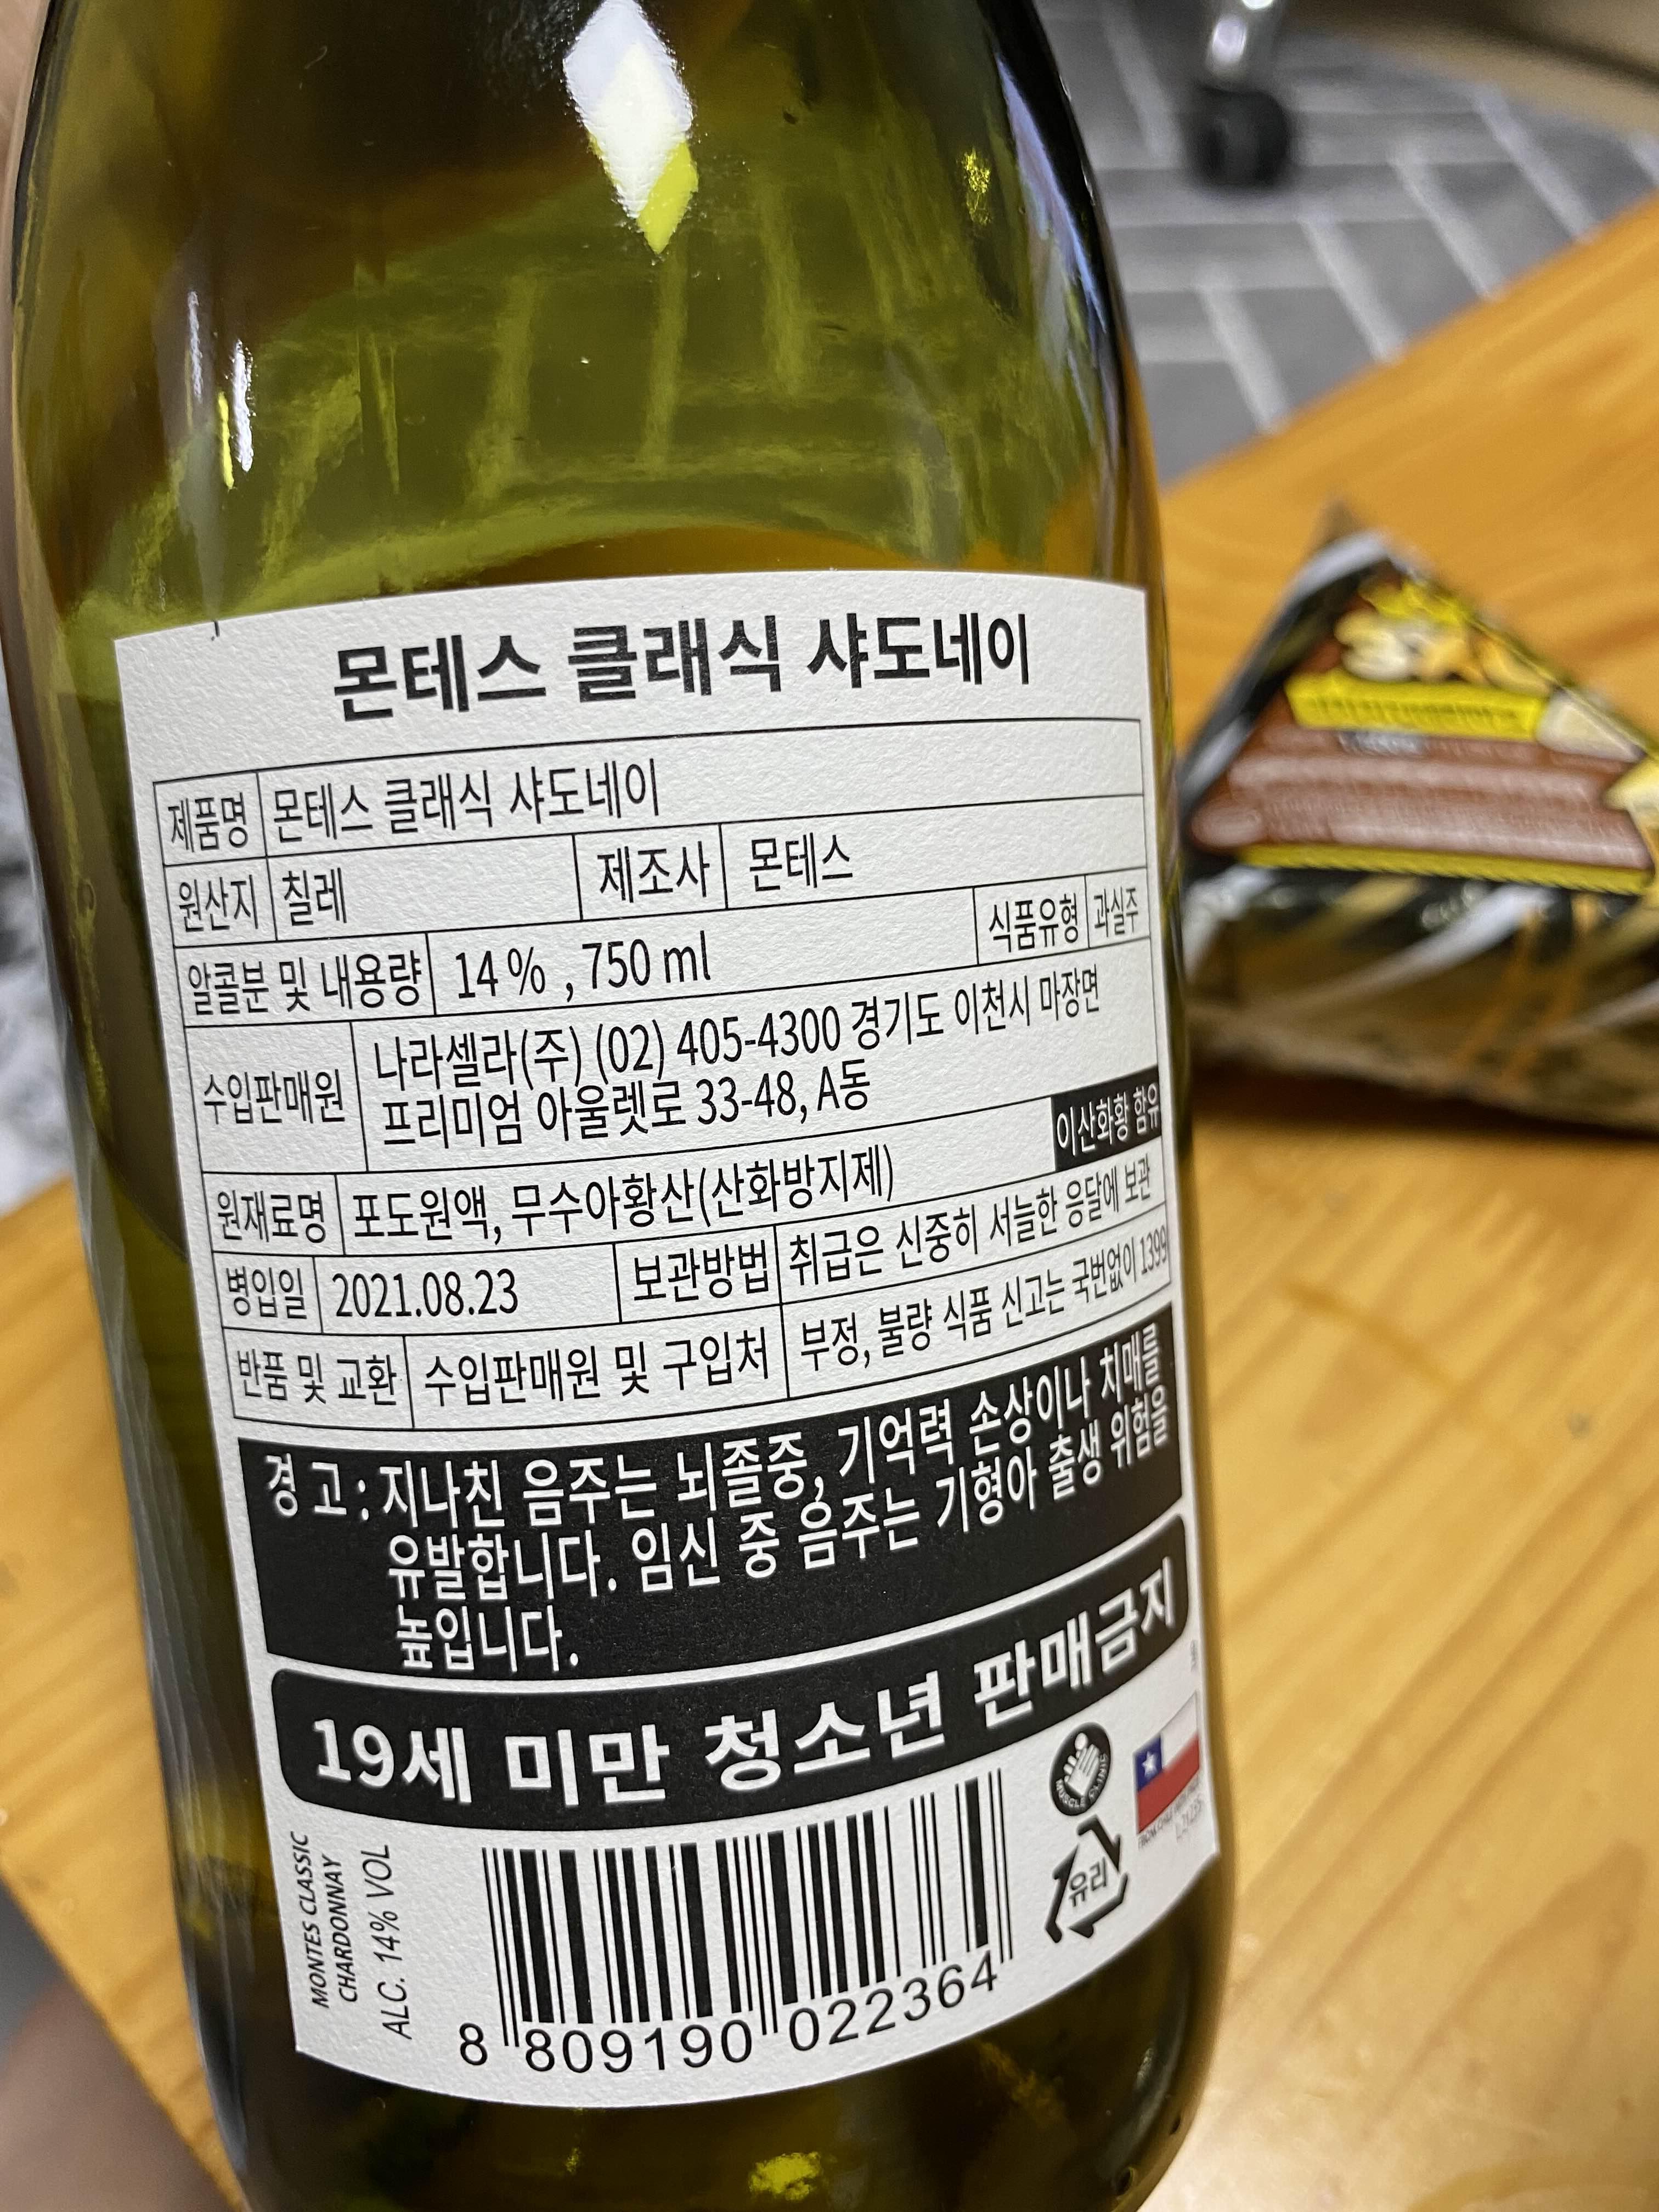 몬테스 클래식 샤도네이
제품명 몬테스 클래식 샤도네이
원산지 칠레 제조사 몬테스
알콜분 및 내용량 14% , 750 ml 식품유형 과실주
수입판매원 나라셀라(주) (02) 405-4300 경기도 이천시 마장면
프리미엄 아울렛로 33-48, A동
이산화황 함유
원재료명 포도원액, 무수아황산(산화방지제)
병입일 2021.08.23 보관방법 취급은 신중히 서늘한 응달에 보관
반품 및 교환 수입판매원 및 구입처 부정, 불량 식품 신고는 국번없이 1399
경 고 : 지나친 음주는 뇌졸중, 기억력 손상이나 치매를
유발합니다. 임신 중 음주는 기형아 출생 위험을
높입니다.
19세 미만 청소년 판매금지
MONTES CLASSIC
CHARDONNAY
ALC. 14% VOL
8 809190 022364
MUSCLE CLINIC
유리